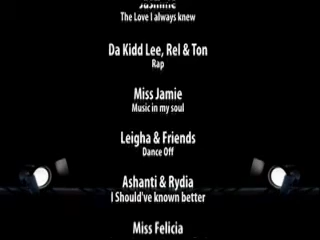 Jasmine
The Love I always knew
Da Kidd Lee, Rel & Ton
Rap
Miss Jamie
Music in my soul
Leigha & Friends
Dance Off
Ashanti & Rydia
I Should've known better
Miss Felicia